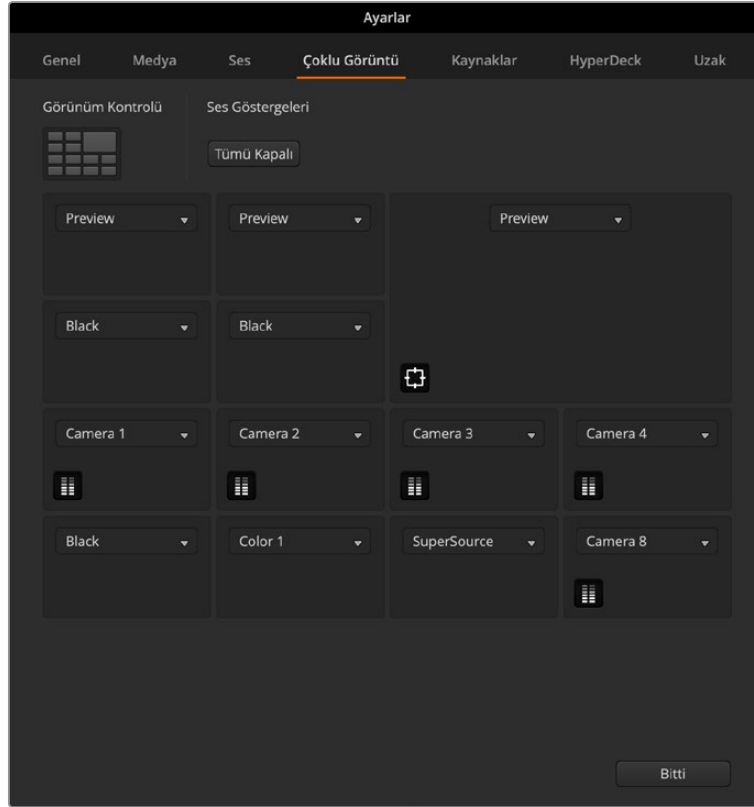 Ayarlar
Genel Medya Ses Çoklu Görüntü Kaynaklar HyperDeck Uzak
Görünüm Kontrolü Ses Göstergeleri
Tümü Kapalı
Preview Preview Preview
Black Black
Camera 1 Camera 2 Camera 3 Camera 4
Black Color 1 SuperSource Camera 8
Bitti